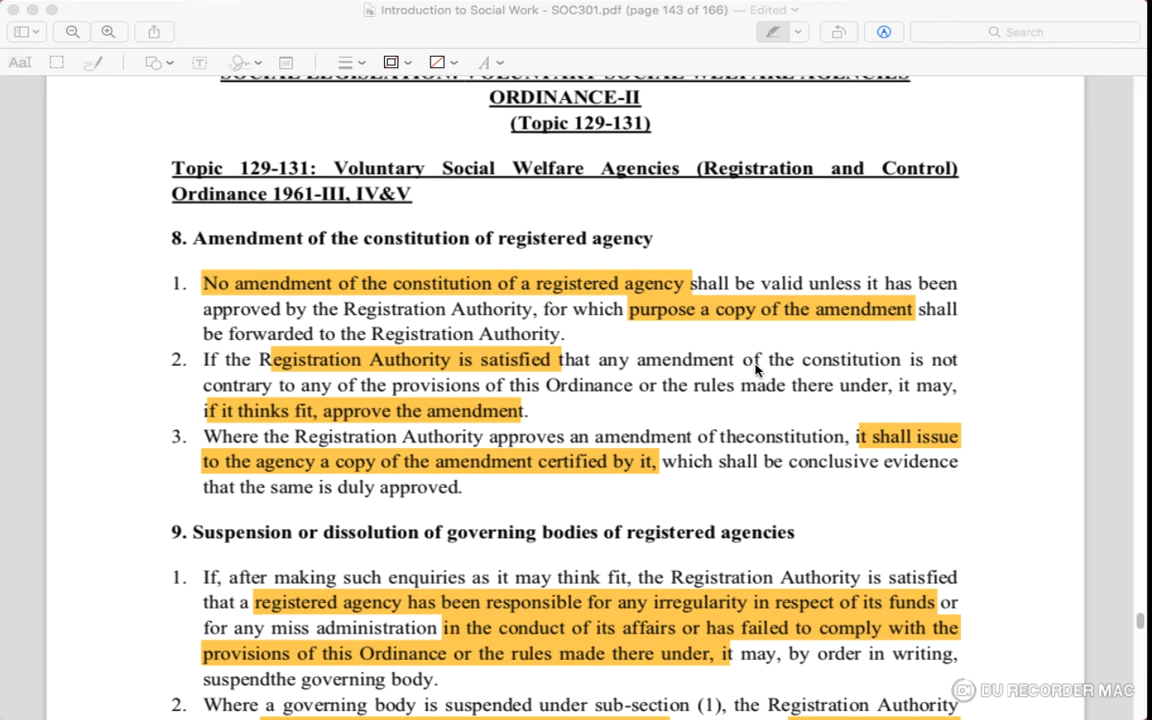 Introduction to Social Work - SOC301.pdf (page 143 of 166) — Edited
Search
AaI
T
A
SOCIAL LEGISLATION: VOLUNTARY SOCIAL WELFARE AGENCIES
ORDINANCE-II
(Topic 129-131)
Topic 129-131: Voluntary Social Welfare Agencies (Registration and Control)
Ordinance 1961-III, IV&V
8. Amendment of the constitution of registered agency
1. No amendment of the constitution of a registered agency shall be valid unless it has been
approved by the Registration Authority, for which purpose a copy of the amendment shall
be forwarded to the Registration Authority.
2. If the Registration Authority is satisfied that any amendment of the constitution is not
contrary to any of the provisions of this Ordinance or the rules made there under, it may,
if it thinks fit, approve the amendment.
3. Where the Registration Authority approves an amendment of theconstitution, it shall issue
to the agency a copy of the amendment certified by it, which shall be conclusive evidence
that the same is duly approved.
9. Suspension or dissolution of governing bodies of registered agencies
1. If, after making such enquiries as it may think fit, the Registration Authority is satisfied
that a registered agency has been responsible for any irregularity in respect of its funds or
for any miss administration in the conduct of its affairs or has failed to comply with the
provisions of this Ordinance or the rules made there under, it may, by order in writing,
suspendthe governing body.
2. Where a governing body is suspended under sub-section (1), the Registration Authority
DU RECORDER MAC